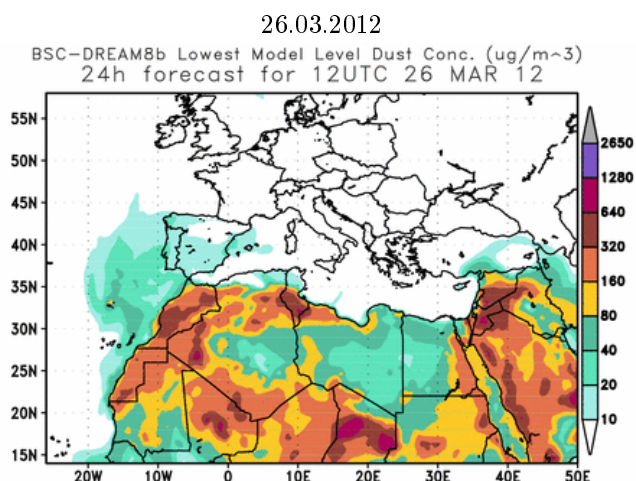 26.03.2012
BSC-DREAM8b Lowest Model Level Dust Conc. (ug/m^3)
24h forecast for 12UTC 26 MAR 12
55N
50N
45N
40N
35N
30N
25N
20N
15N
2650
1280
640
320
160
80
40
20
10
20W 10W 0 10E 20E 30E 40E 50E